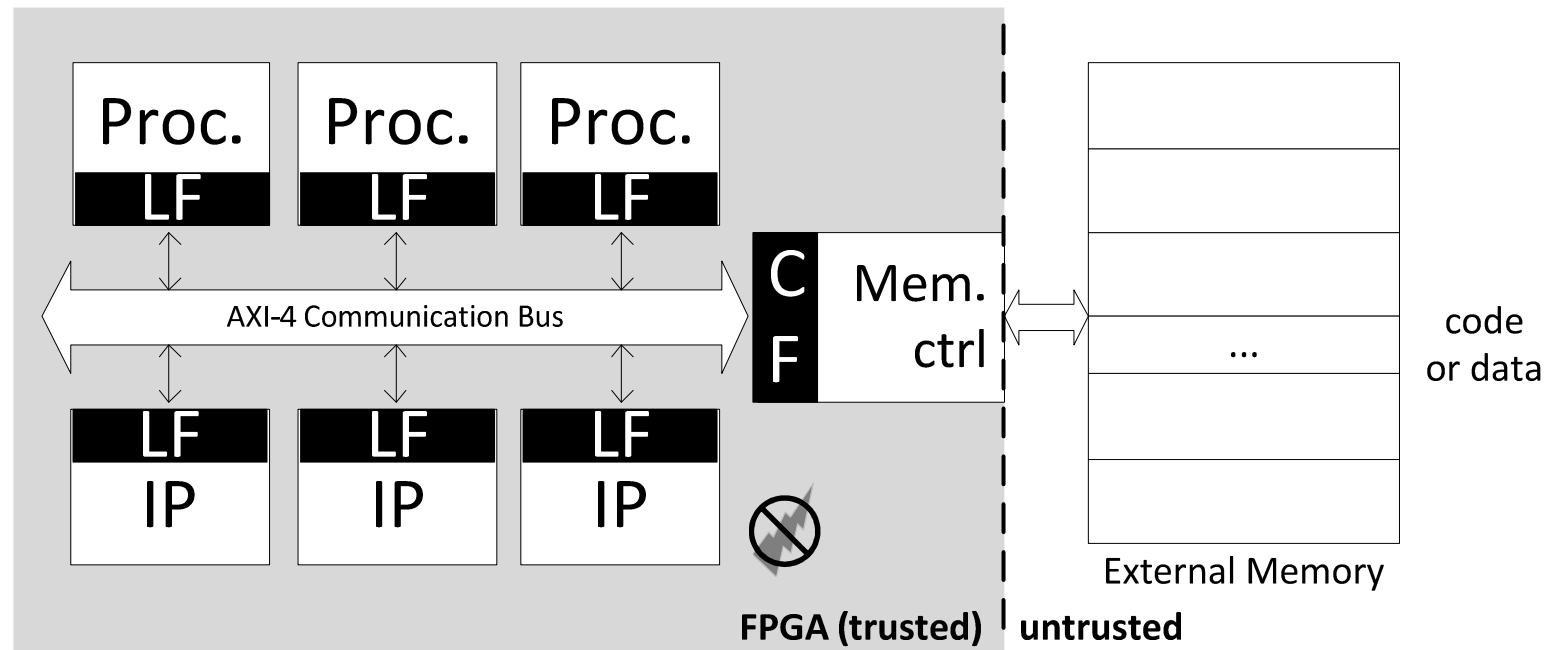 Proc. Proc. Proc.
LF LF LF
AXI-4 Communication Bus
C
F
Mem.
ctrl
...
code
or data
LF LF LF
IP IP IP
External Memory
FPGA (trusted) untrusted